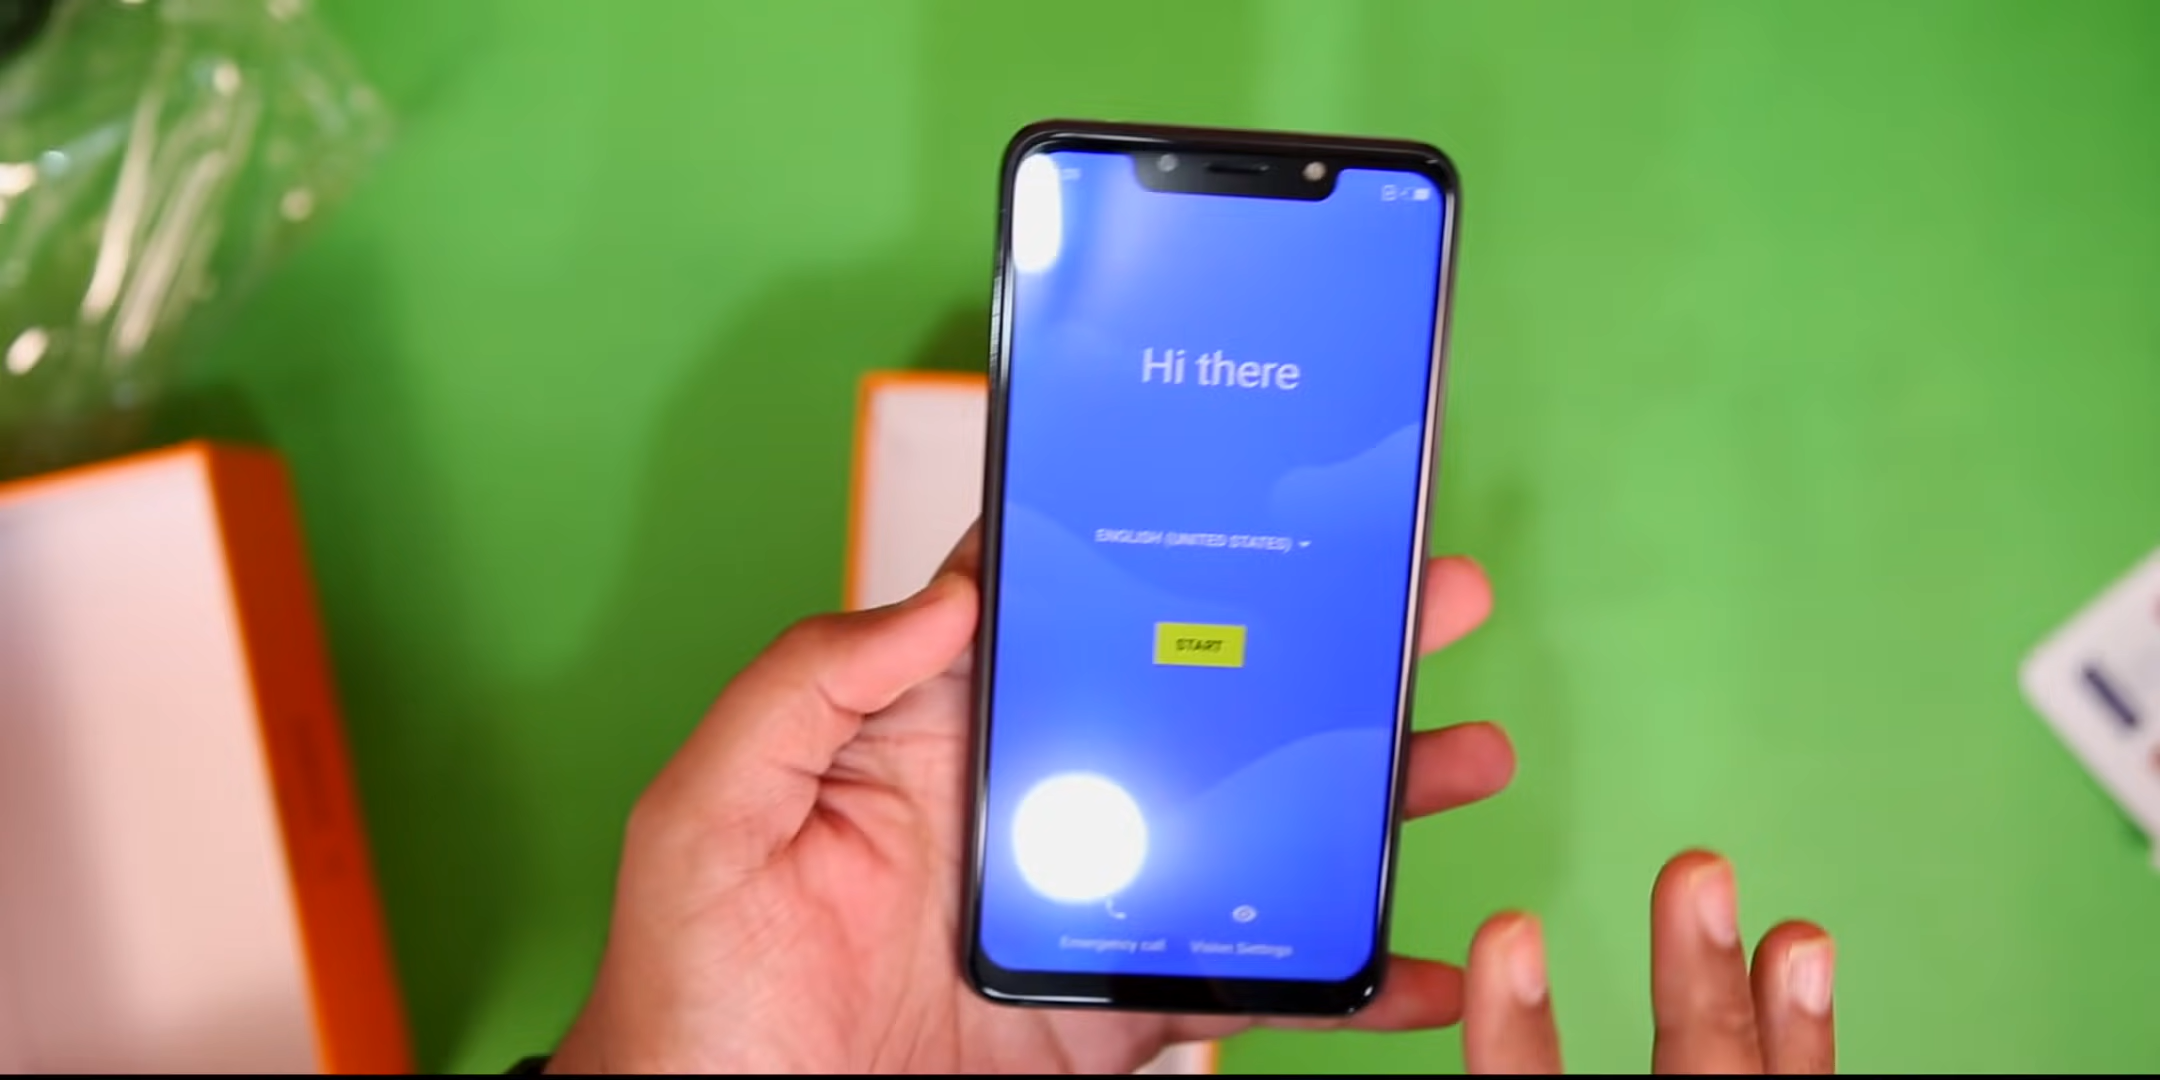 Hi there
ENGLISH (UNITED STATES)
START
Emergency call
Vision Settings